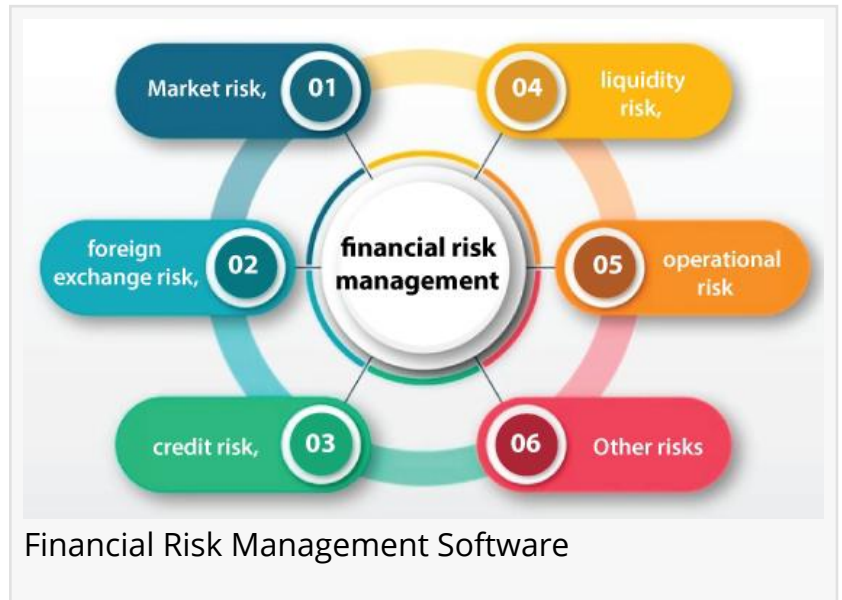 Market risk,
01
foreign
exchange risk,
02
credit risk,
03
financial risk
management
04
liquidity
risk,
05
operational
risk
06
Other risks
Financial Risk Management Software